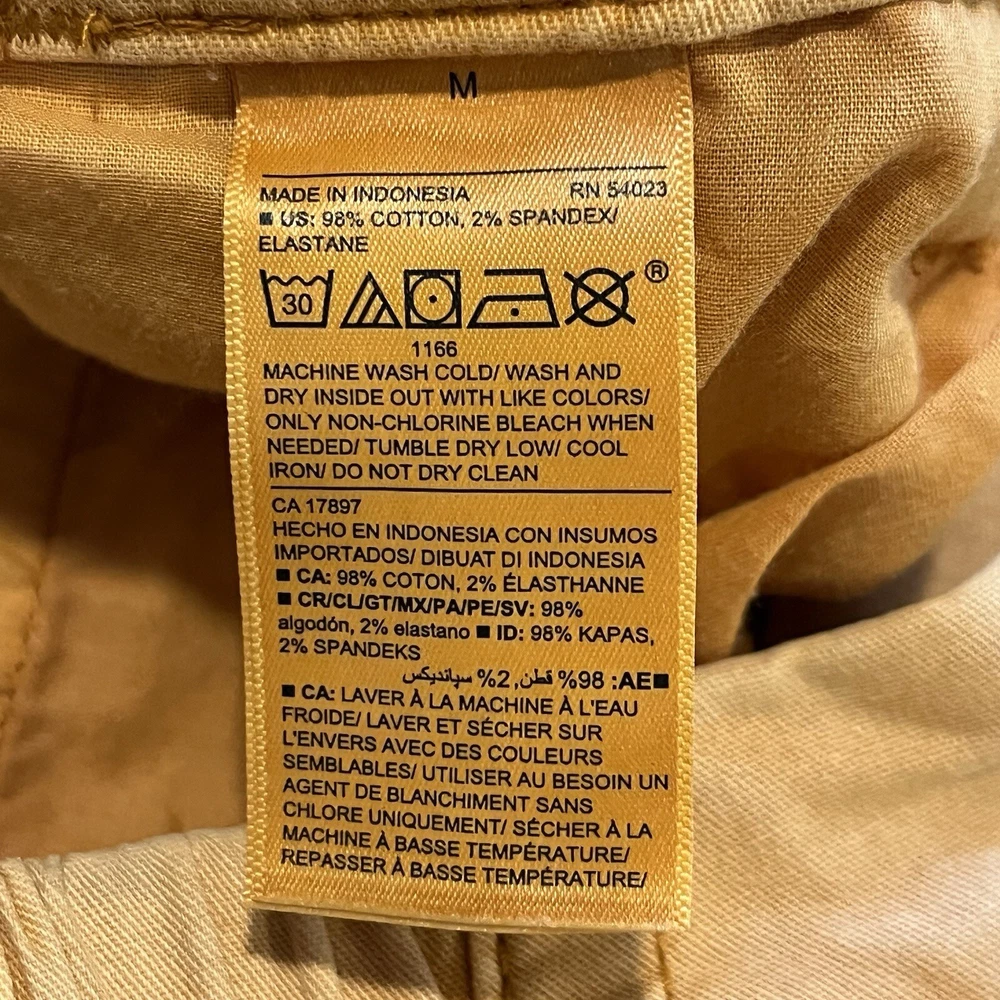 M
MADE IN INDONESIA RN 54023
■ US: 98% COTTON, 2% SPANDEX/
ELASTANE
30 ®
1166
MACHINE WASH COLD/ WASH AND
DRY INSIDE OUT WITH LIKE COLORS/
ONLY NON-CHLORINE BLEACH WHEN
NEEDED/ TUMBLE DRY LOW/ COOL
IRON/ DO NOT DRY CLEAN
CA 17897
HECHO EN INDONESIA CON INSUMOS
IMPORTADOS/ DIBUAT DI INDONESIA
■ CA: 98% COTON, 2% ÉLASTHANNE
■ CR/CL/GT/MX/PA/PE/SV: 98%
algodón, 2% elastano ■ ID: 98% KAPAS,
2% SPANDEKS
■AE: 98% قطن, 2% سپاندیکس
■ CA: LAVER À LA MACHINE À L'EAU
FROIDE/ LAVER ET SÉCHER SUR
L'ENVERS AVEC DES COULEURS
SEMBLABLES/ UTILISER AU BESOIN UN
AGENT DE BLANCHIMENT SANS
CHLORE UNIQUEMENT/ SÉCHER À LA
MACHINE À BASSE TEMPÉRATURE/
REPASSER À BASSE TEMPÉRATURE/